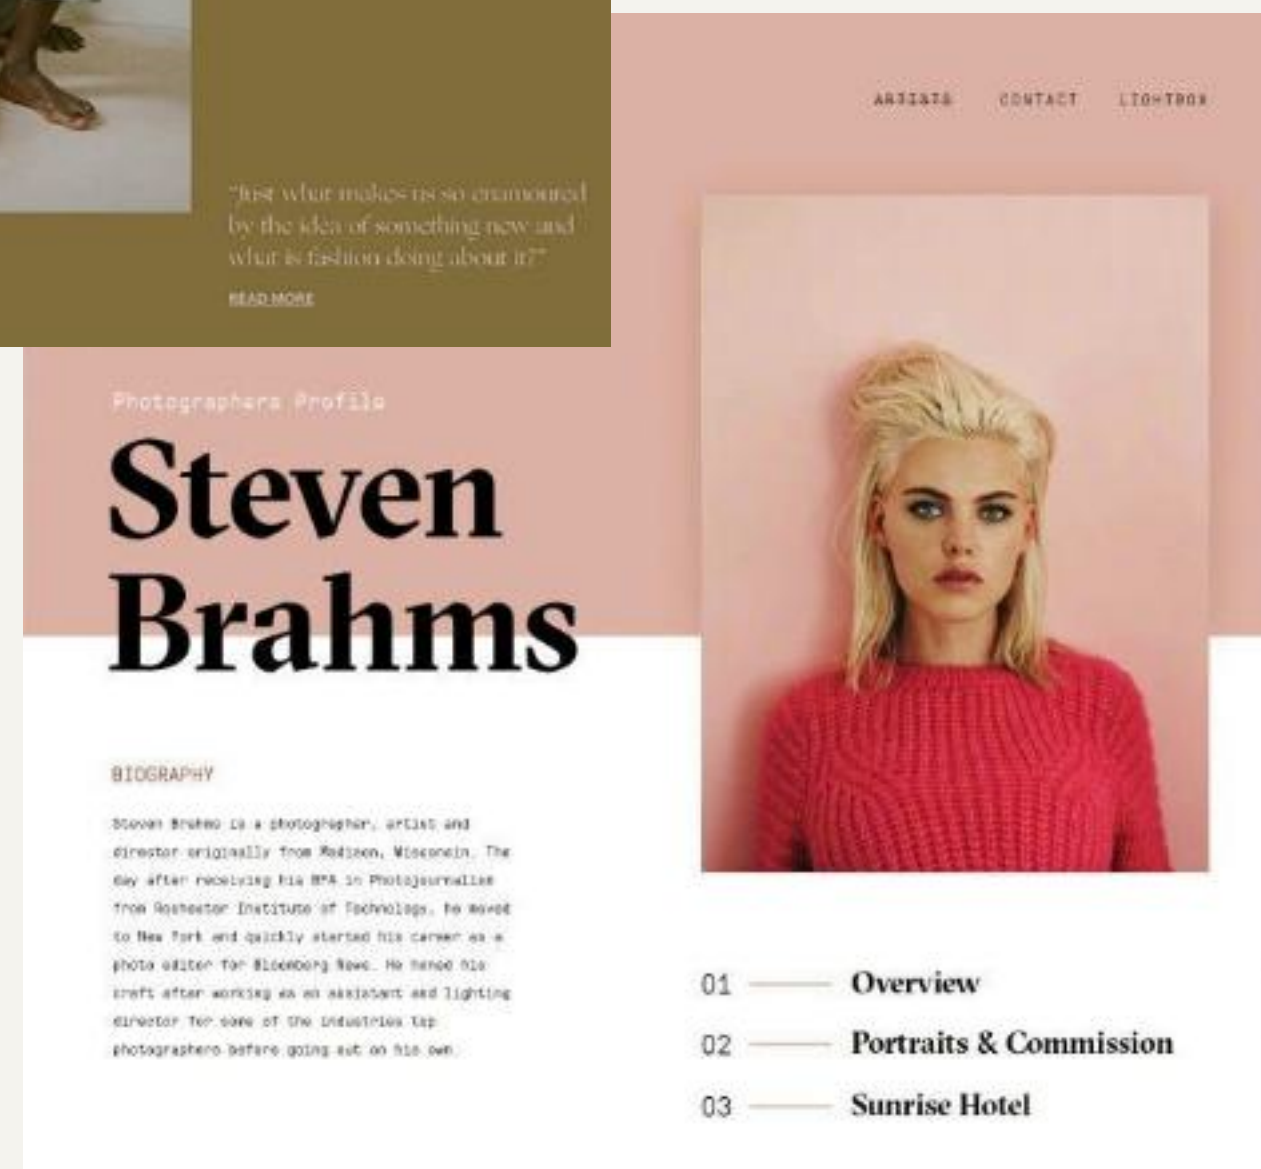 ARTISTS CONTACT LIGHTBOX
“Just what makes us so enamoured
by the idea of something new and
what is fashion doing about it?”
READ MORE
Photographers Profile
Steven
Brahms
BIOGRAPHY
Steven Brahms is a photographer, artist and
director originally from Madison, Wisconsin. The
day after receiving his BFA in Photojournalism
from Rochester Institute of Technology, he moved
to New York and quickly started his career as a
photo editor for Bloomberg News. He honed his
craft after working as an assistant and lighting
director for some of the industries top
photographers before going out on his own.
01 Overview
02 Portraits & Commission
03 Sunrise Hotel